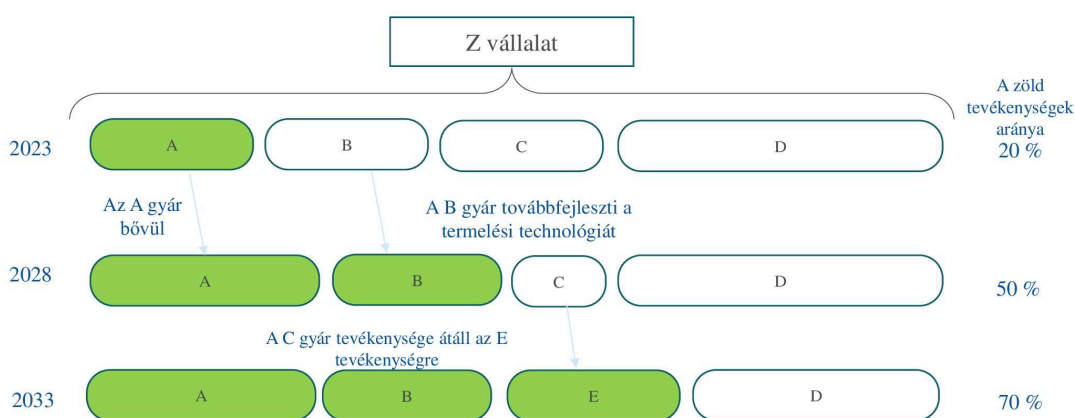 Z vállalat
A zöld
tevékenységek
aránya
2023
A
B
C
D
20 %
Az A gyár
bővül
A B gyár továbbfejleszti a
termelési technológiát
2028
A
B
C
D
50 %
A C gyár tevékenysége átáll az E
tevékenységre
2033
A
B
E
D
70 %